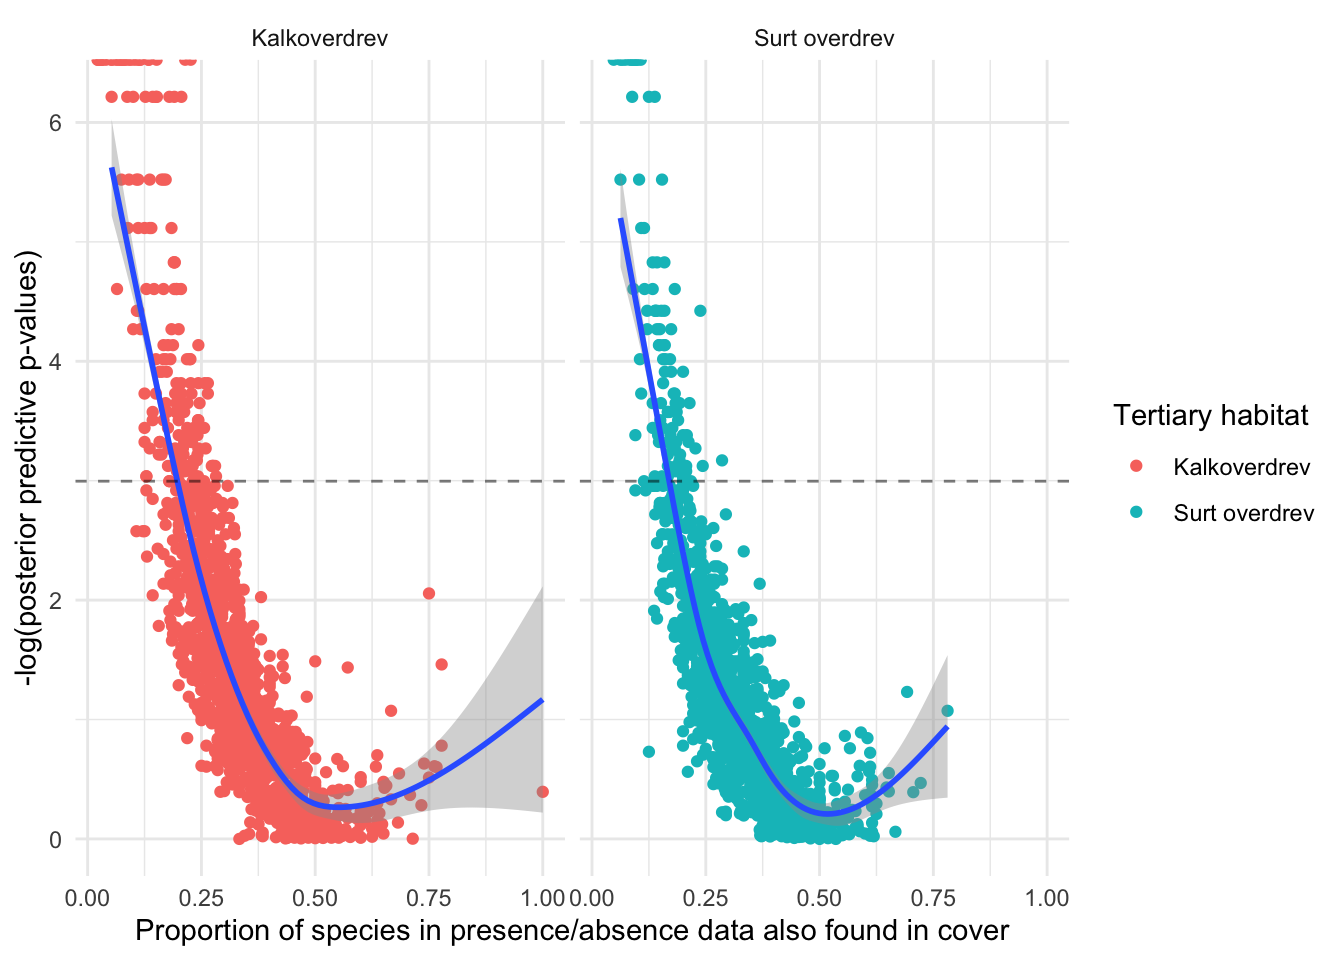 Kalkoverdrev
Surt overdrev
6
4
2
0
-log(posterior predictive p-values)
0.00 0.25 0.50 0.75 1.00
0.00 0.25 0.50 0.75 1.00
Proportion of species in presence/absence data also found in cover
Tertiary habitat
Kalkoverdrev
Surt overdrev